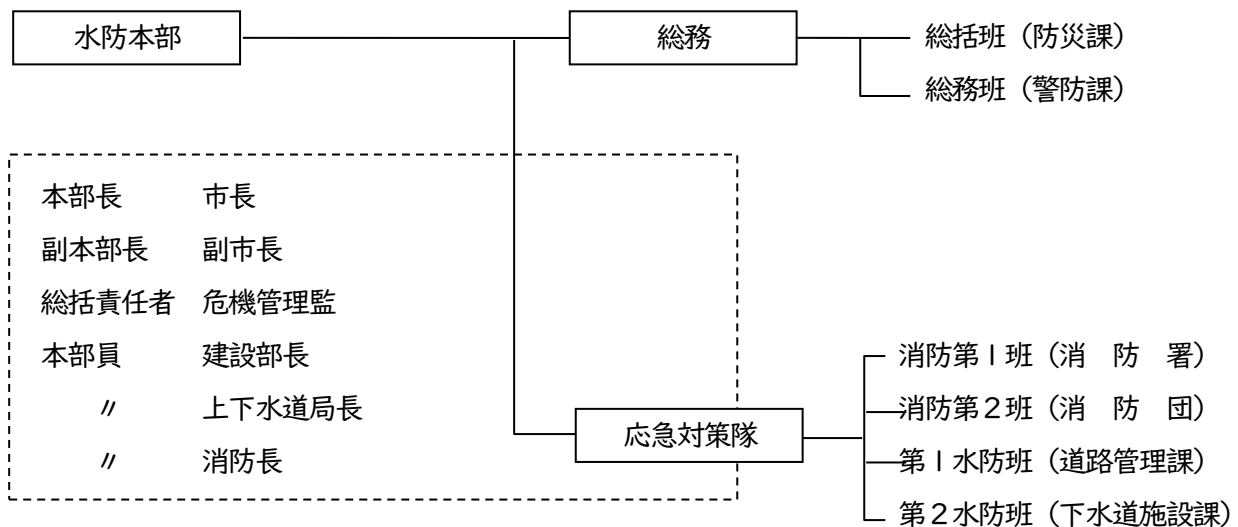 水防本部
総務
総括班（防災課）
総務班（警防課）
本部長　市長
副本部長　副市長
総括責任者　危機管理監
本部員　建設部長
〃　上下水道局長
〃　消防長
応急対策隊
消防第１班（消　防　署）
消防第２班（消　防　団）
第１水防班（道路管理課）
第２水防班（下水道施設課）